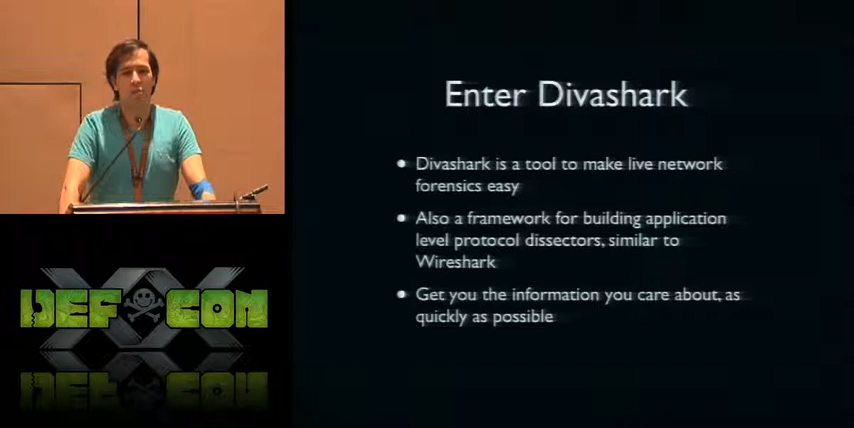 Enter Divashark
Divashark is a tool to make live network
forensics easy
Also a framework for building application
level protocol dissectors, similar to
Wireshark
Get you the information you care about, as
quickly as possible
DEF CON
XX